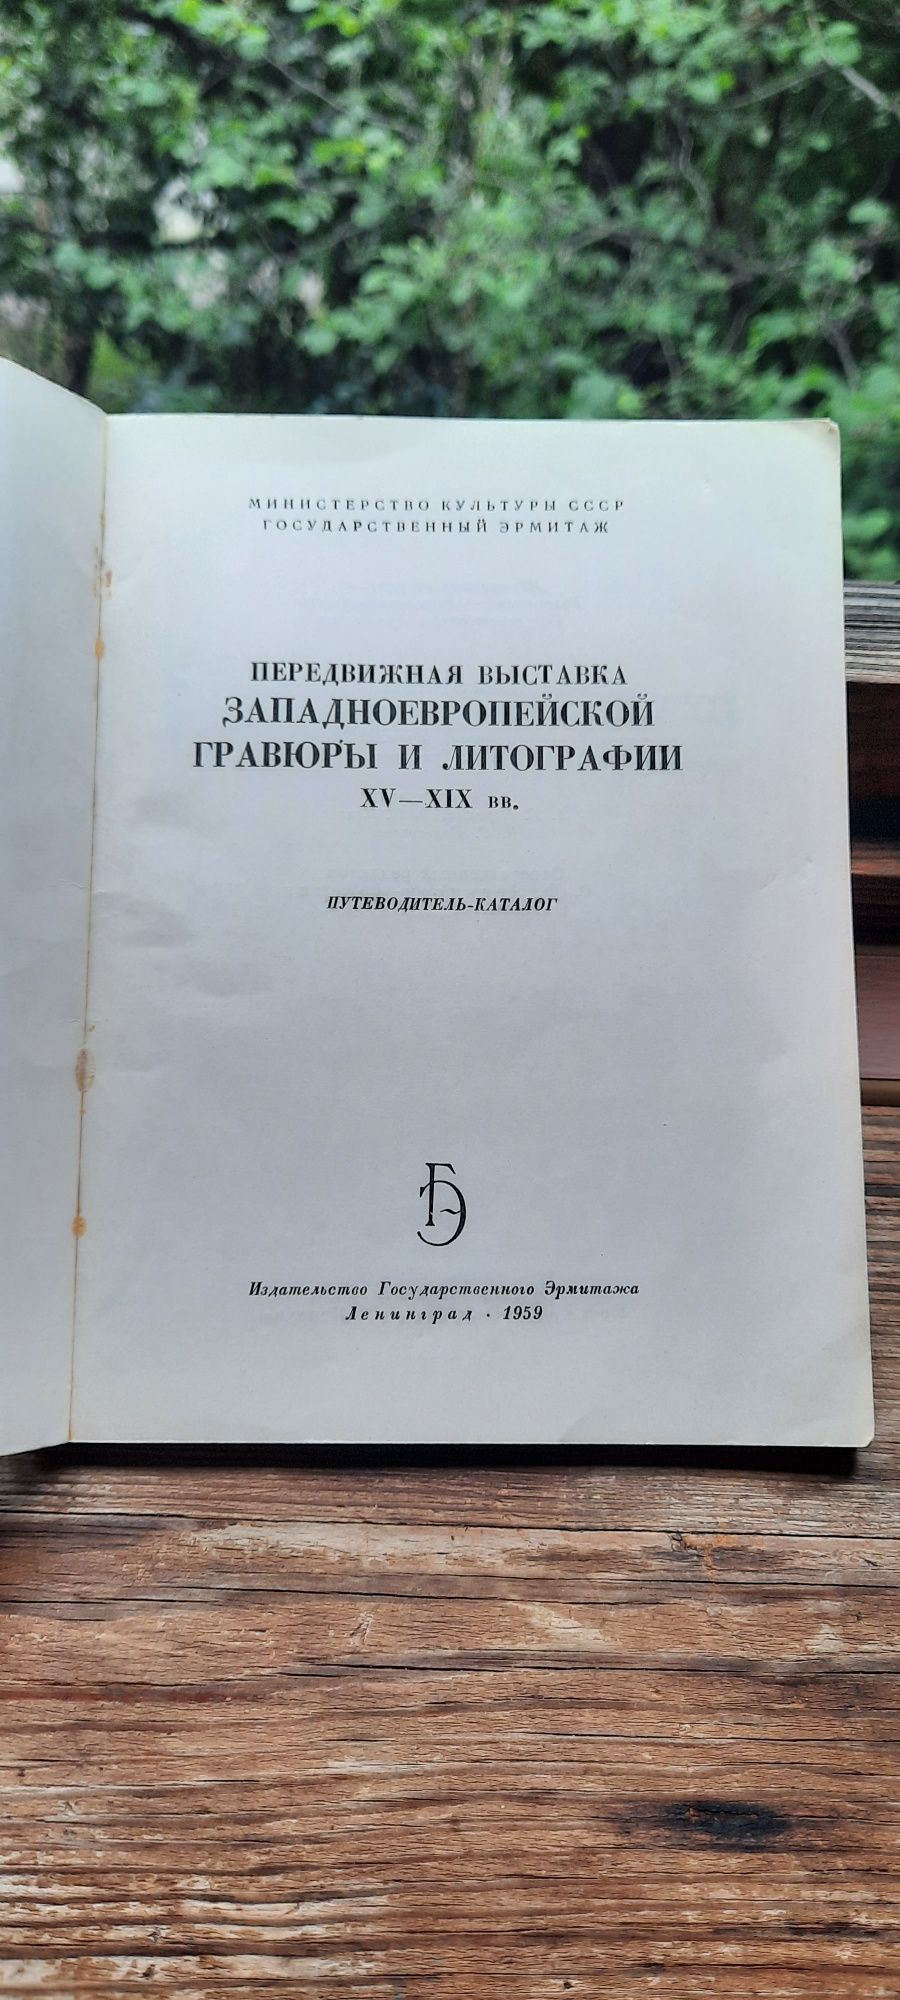 МИНИСТЕРСТВО КУЛЬТУРЫ СССР
ГОСУДАРСТВЕННЫЙ ЭРМИТАЖ
ПЕРЕДВИЖНАЯ ВЫСТАВКА
ЗАПАДНОЕВРОПЕЙСКОЙ
ГРАВЮРЫ И ЛИТОГРАФИИ
XV—XIX вв.
ПУТЕВОДИТЕЛЬ-КАТАЛОГ
ГЭ
Издательство Государственного Эрмитажа
Ленинград · 1959